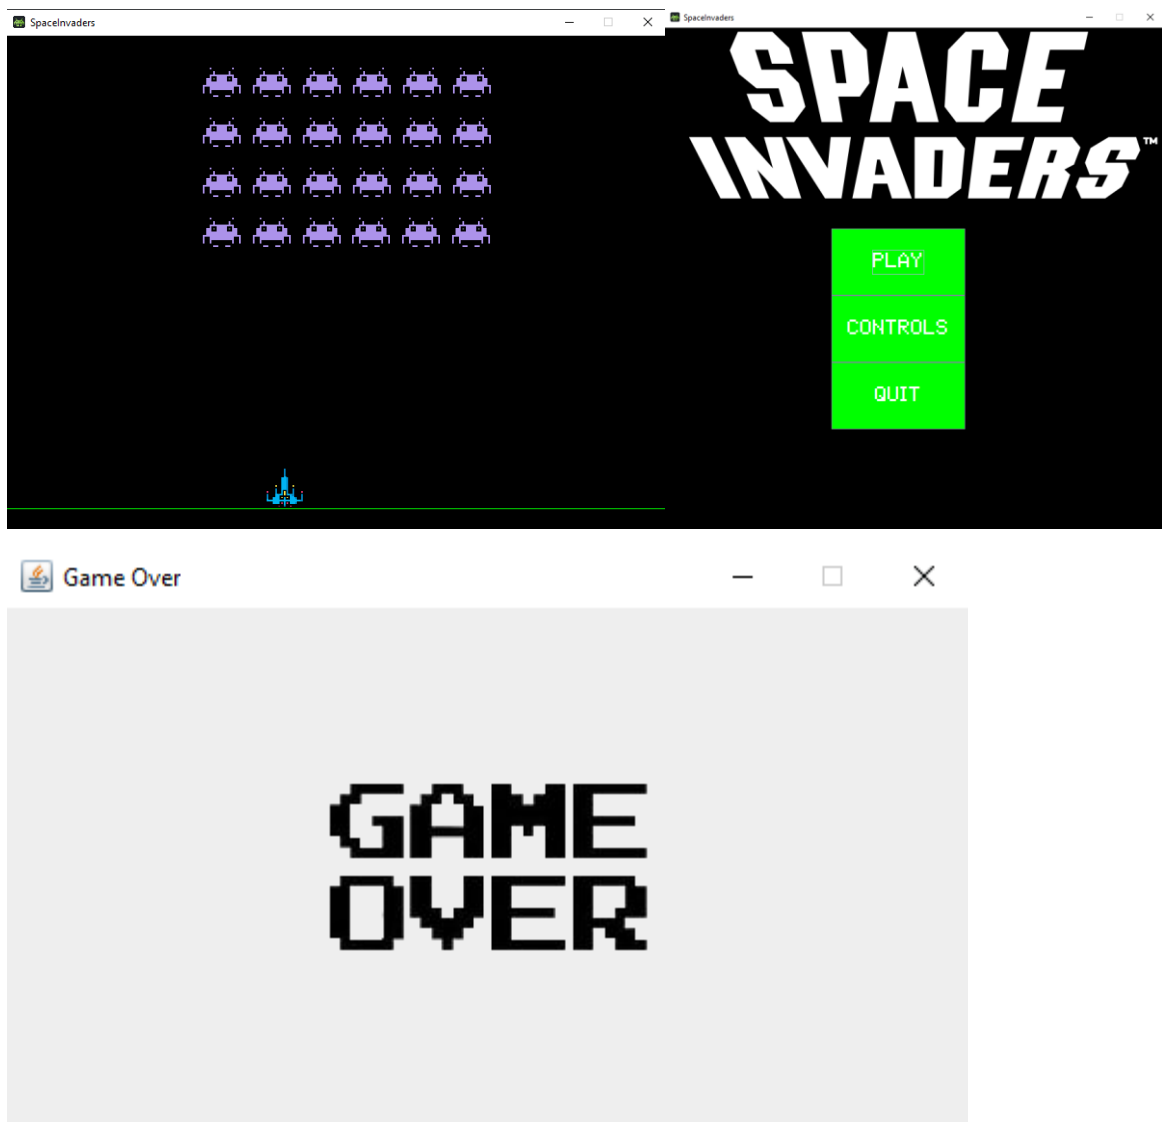 SpaceInvaders
SpaceInvaders
SPACE
INVADERS™
PLAY
CONTROLS
QUIT
Game Over
GAME
OVER